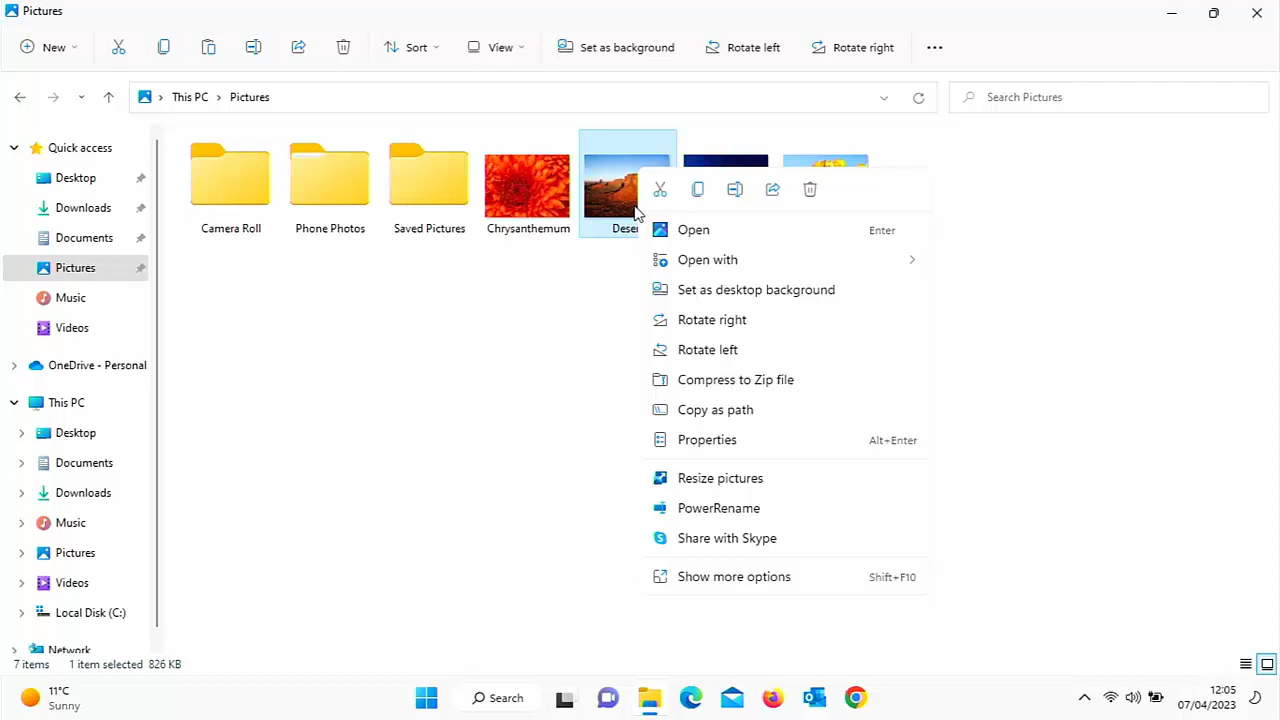 Pictures
New
Sort
View
Set as background
Rotate left
Rotate right
This PC
Pictures
Search Pictures
Quick access
Desktop
Downloads
Documents
Pictures
Music
Videos
OneDrive - Personal
This PC
Desktop
Documents
Downloads
Music
Pictures
Videos
Local Disk (C:)
Network
Camera Roll
Phone Photos
Saved Pictures
Chrysanthemum
Open Enter
Open with
Set as desktop background
Rotate right
Rotate left
Compress to Zip file
Copy as path
Properties Alt+Enter
Resize pictures
PowerRename
Share with Skype
Show more options Shift+F10
7 items 1 item selected 826 KB
11°C
Sunny
Search
12:05
07/04/2023